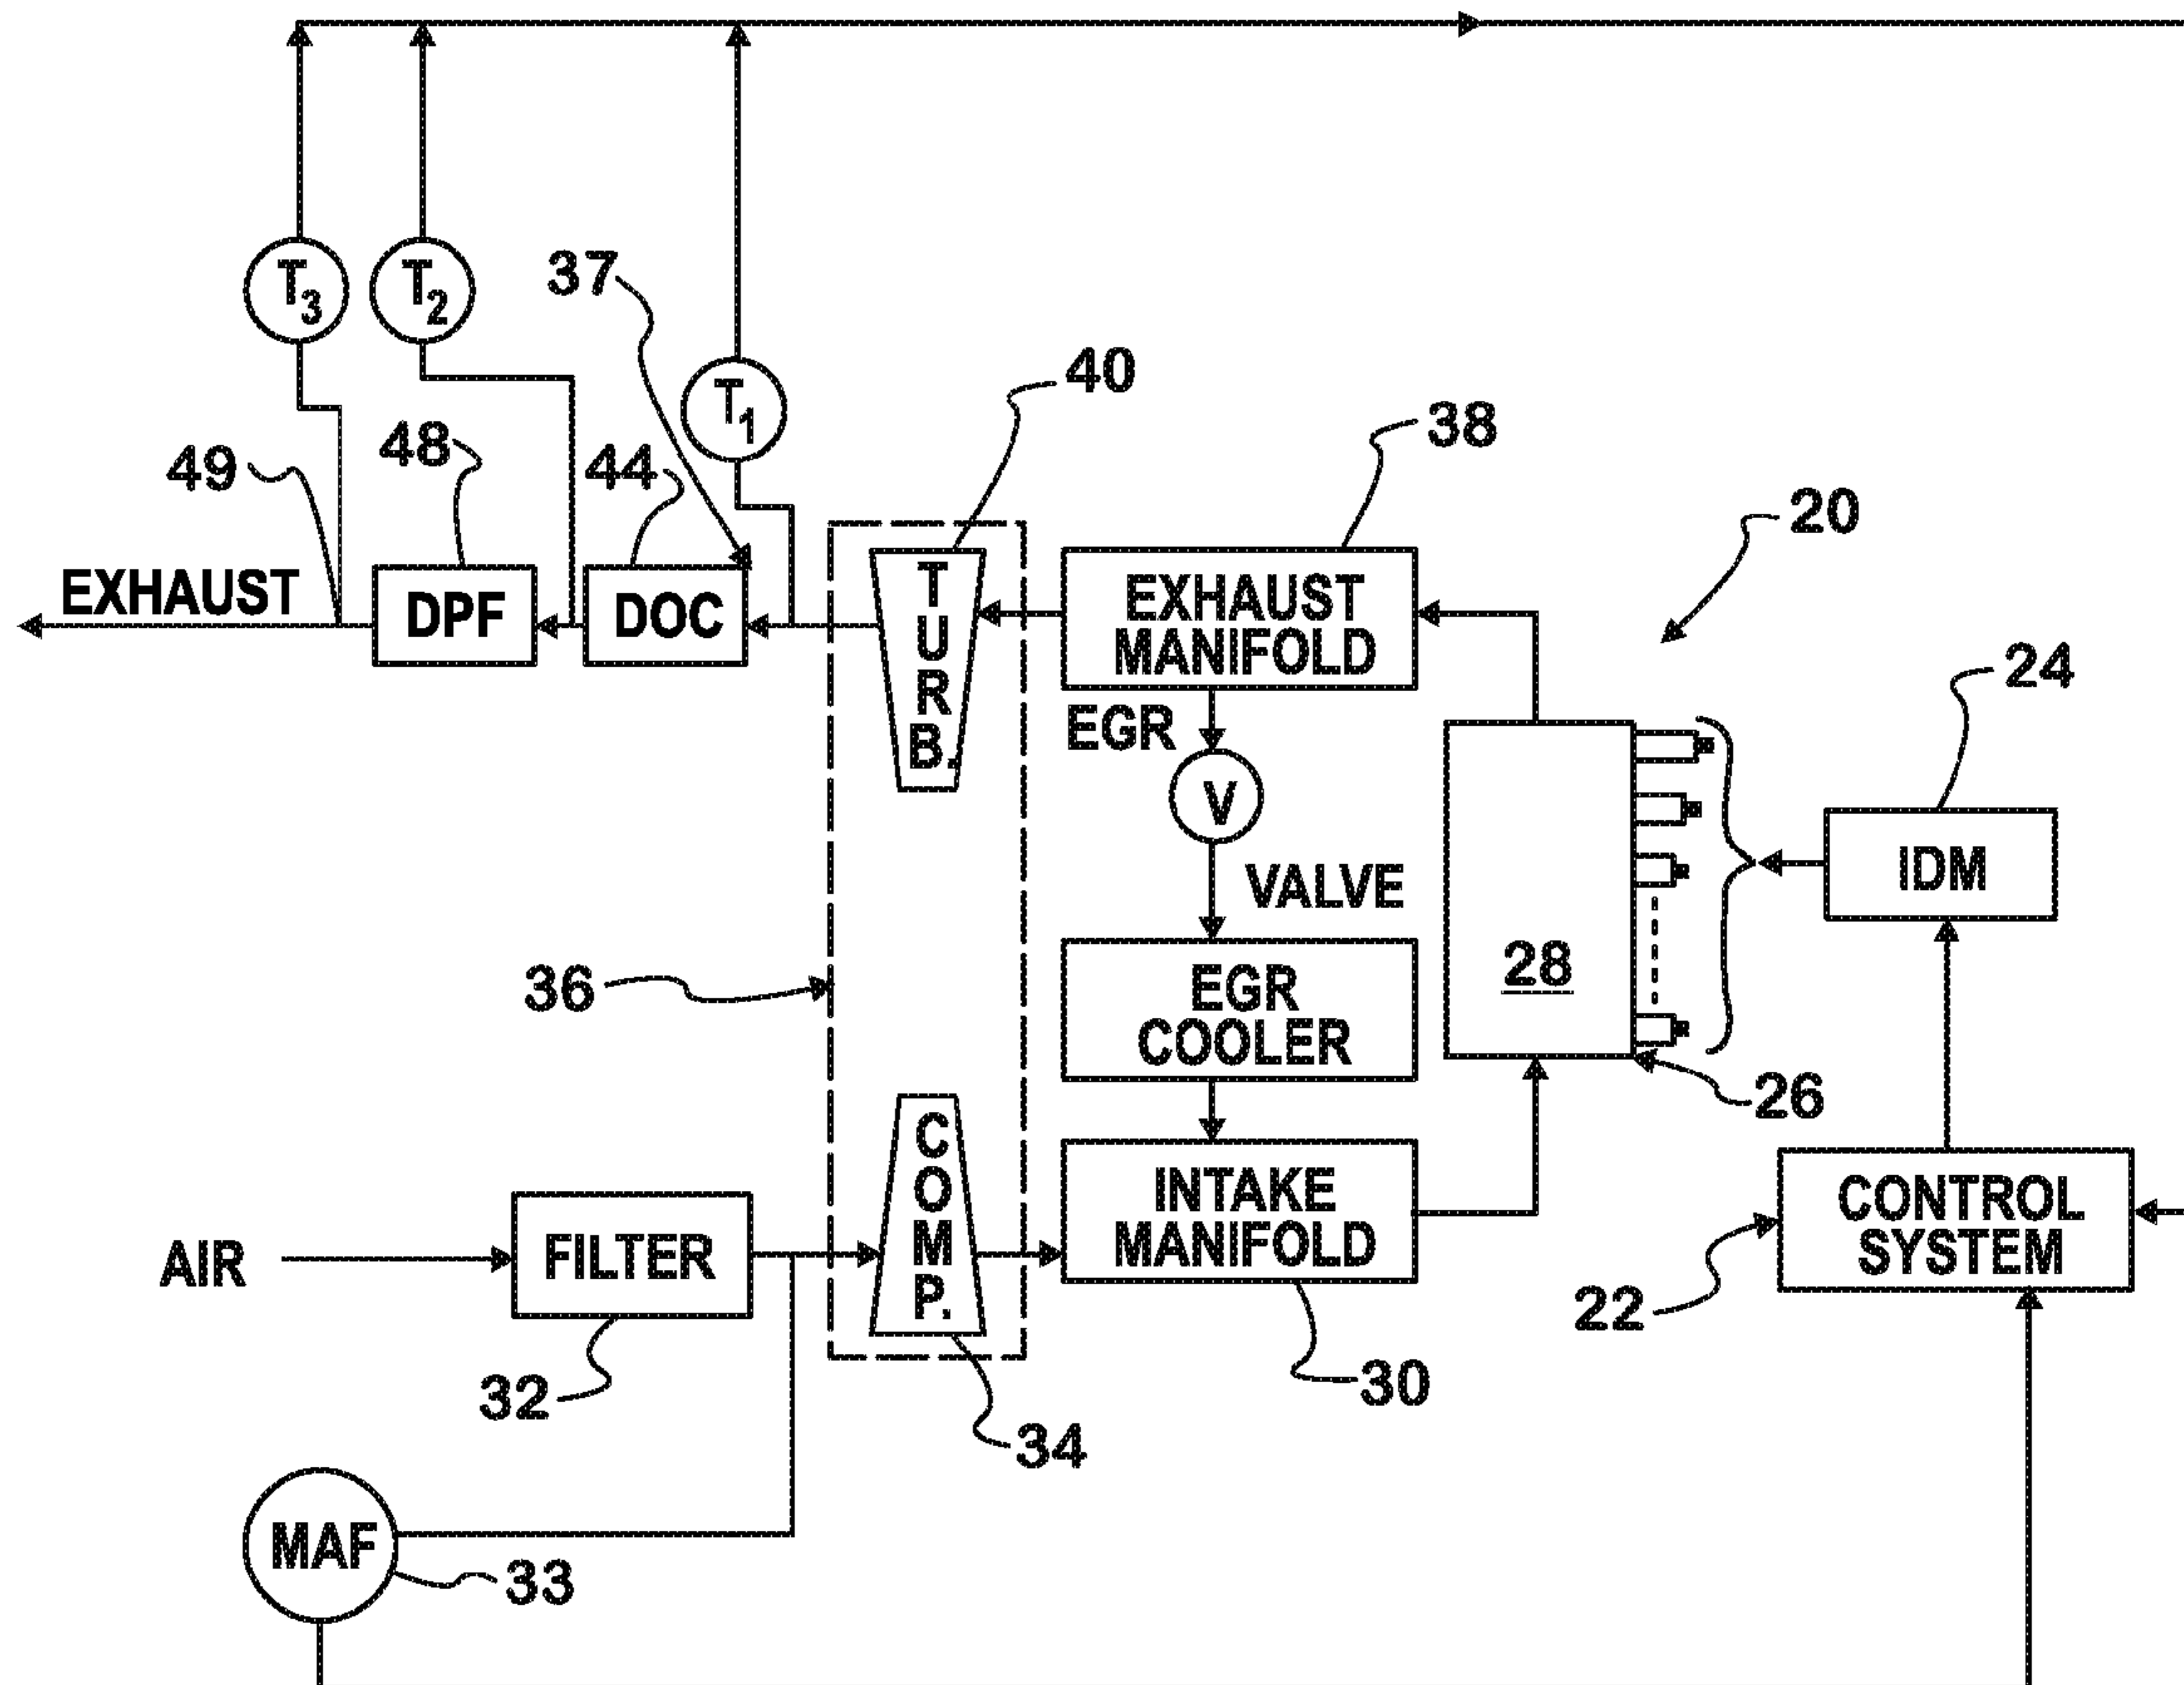 T3
T2
37
T1
40
38
49
48
44
20
EXHAUST
DPF
DOC
TURB.
EXHAUST
MANIFOLD
24
EGR
V
VALVE
IDM
28
36
EGR
COOLER
26
COMP.
INTAKE
MANIFOLD
CONTROL
SYSTEM
AIR
FILTER
22
32
30
34
MAF
33